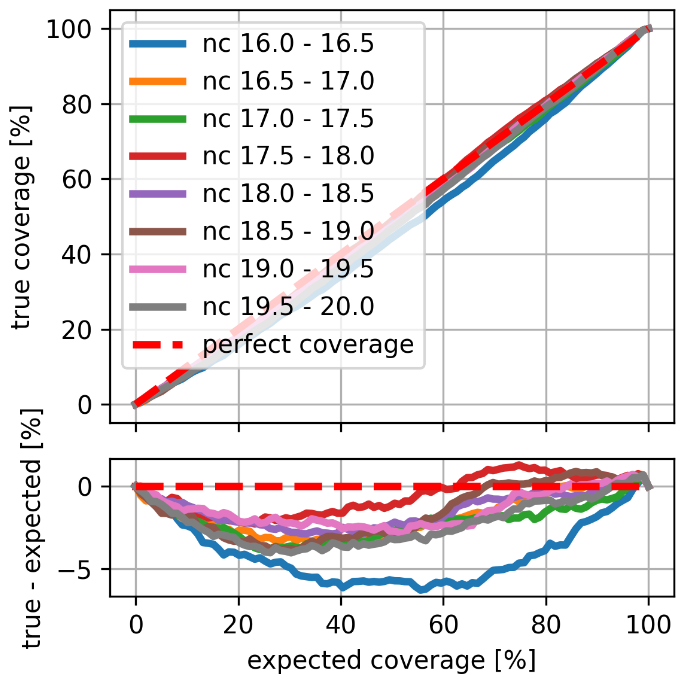 100
80
60
40
20
0
true coverage [%]
nc 16.0 - 16.5
nc 16.5 - 17.0
nc 17.0 - 17.5
nc 17.5 - 18.0
nc 18.0 - 18.5
nc 18.5 - 19.0
nc 19.0 - 19.5
nc 19.5 - 20.0
perfect coverage
0
−5
true - expected [%]
0 20 40 60 80 100
expected coverage [%]